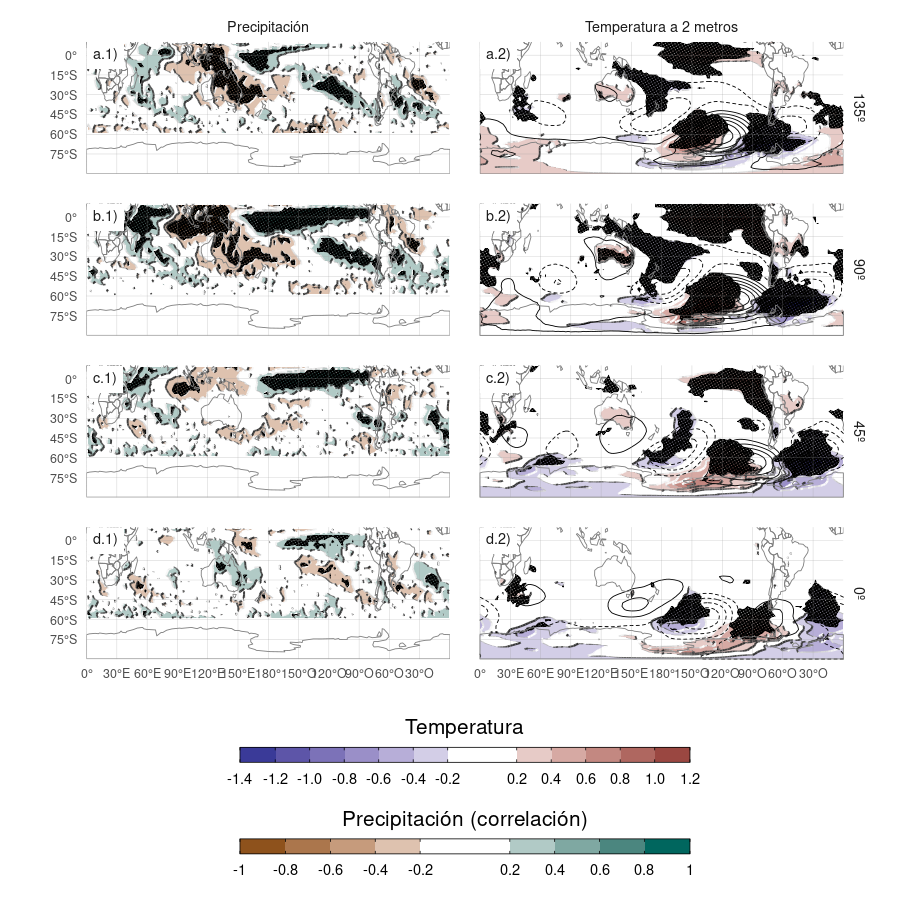 Precipitación Temperatura a 2 metros
a.1) a.2)
0°
15°S
30°S
45°S
60°S
75°S
135º
b.1) b.2)
0°
15°S
30°S
45°S
60°S
75°S
90º
c.1) c.2)
0°
15°S
30°S
45°S
60°S
75°S
45º
d.1) d.2)
0°
15°S
30°S
45°S
60°S
75°S
0º
0° 30°E 60°E 90°E 120°E 150°E 180° 150°O 120°O 90°O 60°O 30°O 0° 30°E 60°E 90°E 120°E 150°E 180° 150°O 120°O 90°O 60°O 30°O
Temperatura
-1.4 -1.2 -1.0 -0.8 -0.6 -0.4 -0.2 0.2 0.4 0.6 0.8 1.0 1.2
Precipitación (correlación)
-1 -0.8 -0.6 -0.4 -0.2 0.2 0.4 0.6 0.8 1